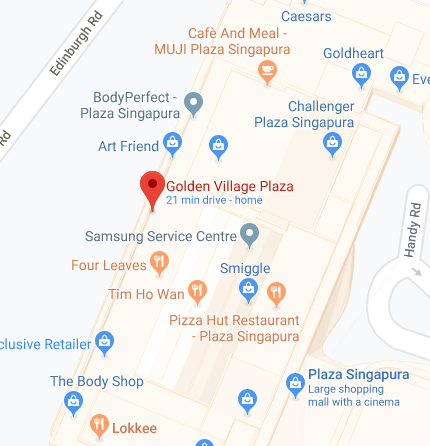 Caesars
Edinburgh Rd
Cafè And Meal -
MUJI Plaza Singapura
Goldheart
Eve
BodyPerfect -
Plaza Singapura
Challenger
Plaza Singapura
Rd
Art Friend
Golden Village Plaza
21 min drive - home
Handy Rd
Samsung Service Centre
Four Leaves
Smiggle
Tim Ho Wan
Pizza Hut Restaurant
- Plaza Singapura
clusive Retailer
Plaza Singapura
Large shopping
mall with a cinema
The Body Shop
Lokkee